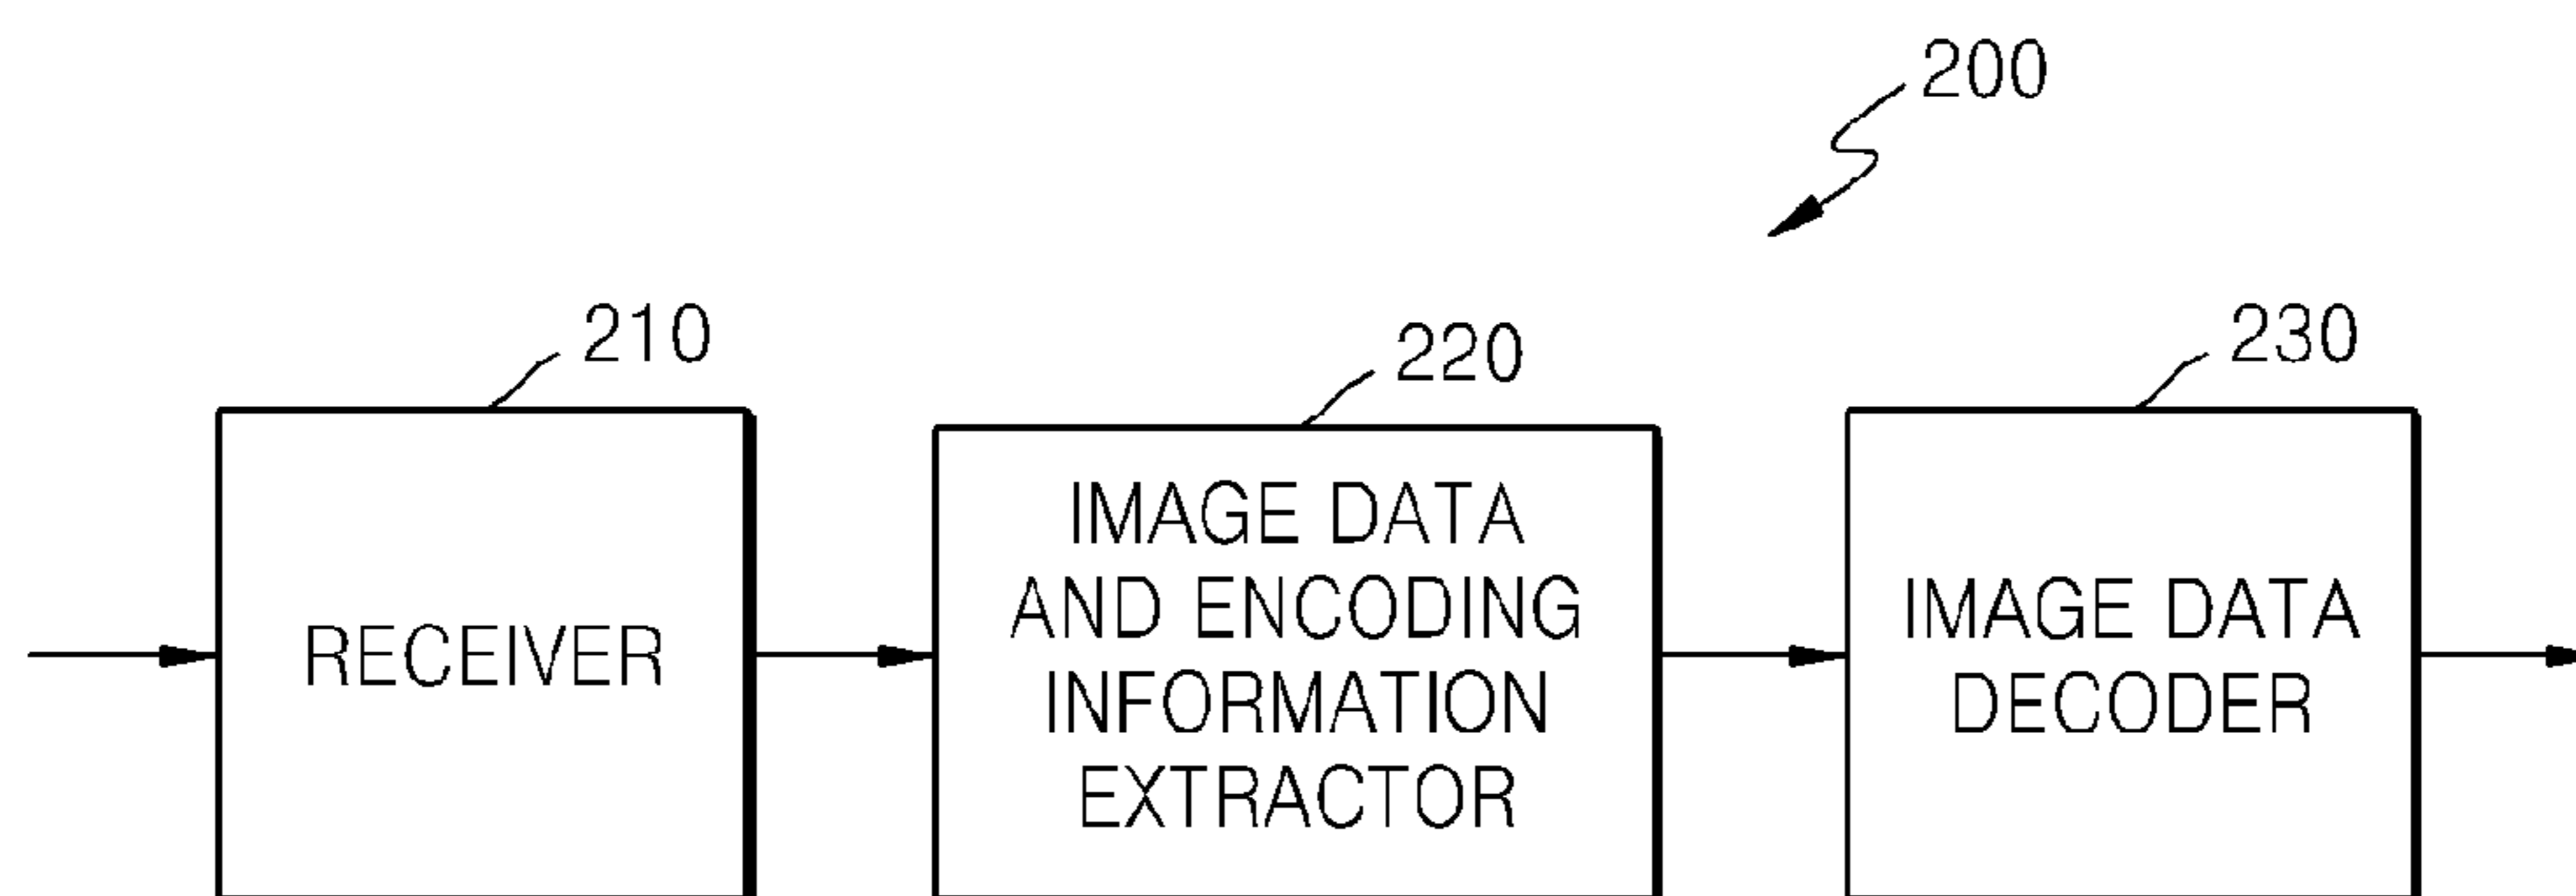 200
210
220
230
RECEIVER
IMAGE DATA
AND ENCODING
INFORMATION
EXTRACTOR
IMAGE DATA
DECODER